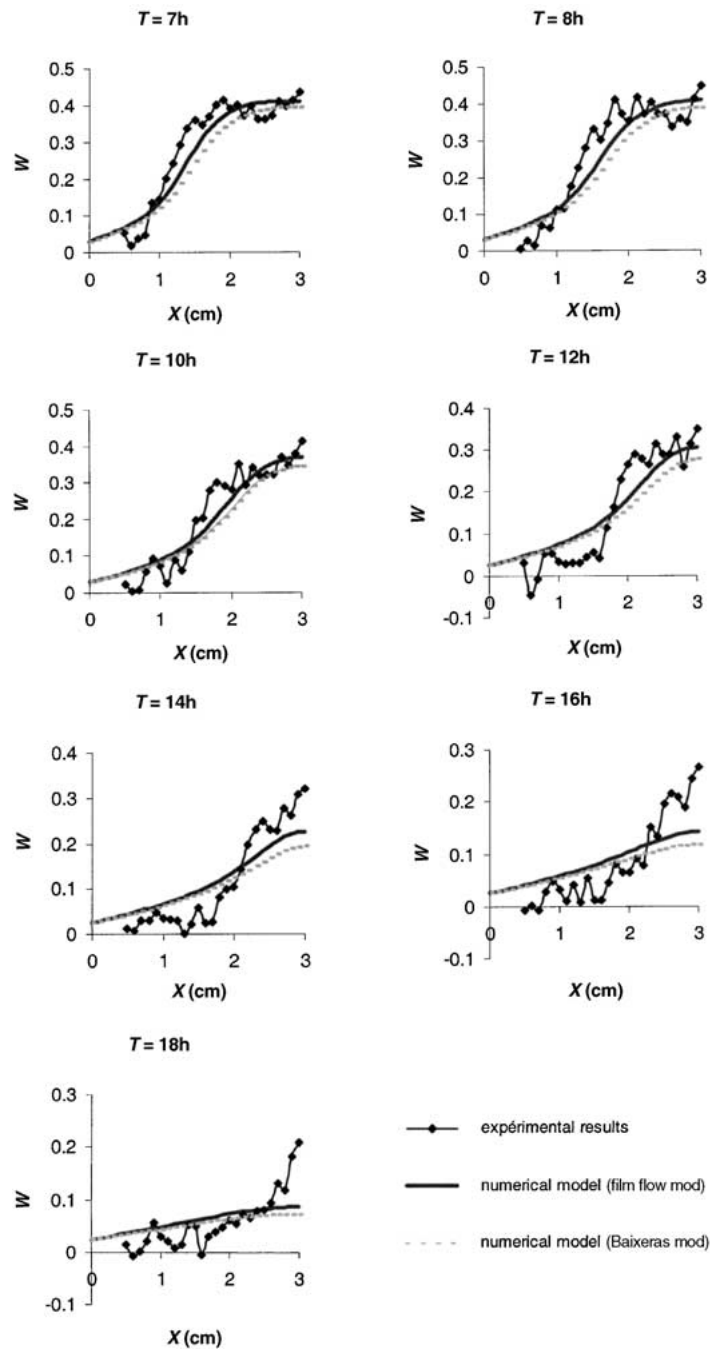 T = 7h
0.5
0.4
0.3
0.2
0.1
0
W
0 1 2 3
X (cm)
T = 8h
0.5
0.4
0.3
0.2
0.1
0
W
0 1 2 3
X (cm)
T = 10h
0.5
0.4
0.3
0.2
0.1
0
W
0 1 2 3
X (cm)
T = 12h
0.4
0.3
0.2
0.1
0
-0.1
W
0 1 2 3
X (cm)
T = 14h
0.4
0.3
0.2
0.1
0
W
0 1 2 3
X (cm)
T = 16h
0.3
0.2
0.1
0
-0.1
W
0 1 2 3
X (cm)
T = 18h
0.3
0.2
0.1
0
-0.1
W
0 1 2 3
X (cm)
expérimental results
numerical model (film flow mod)
numerical model (Baixeras mod)